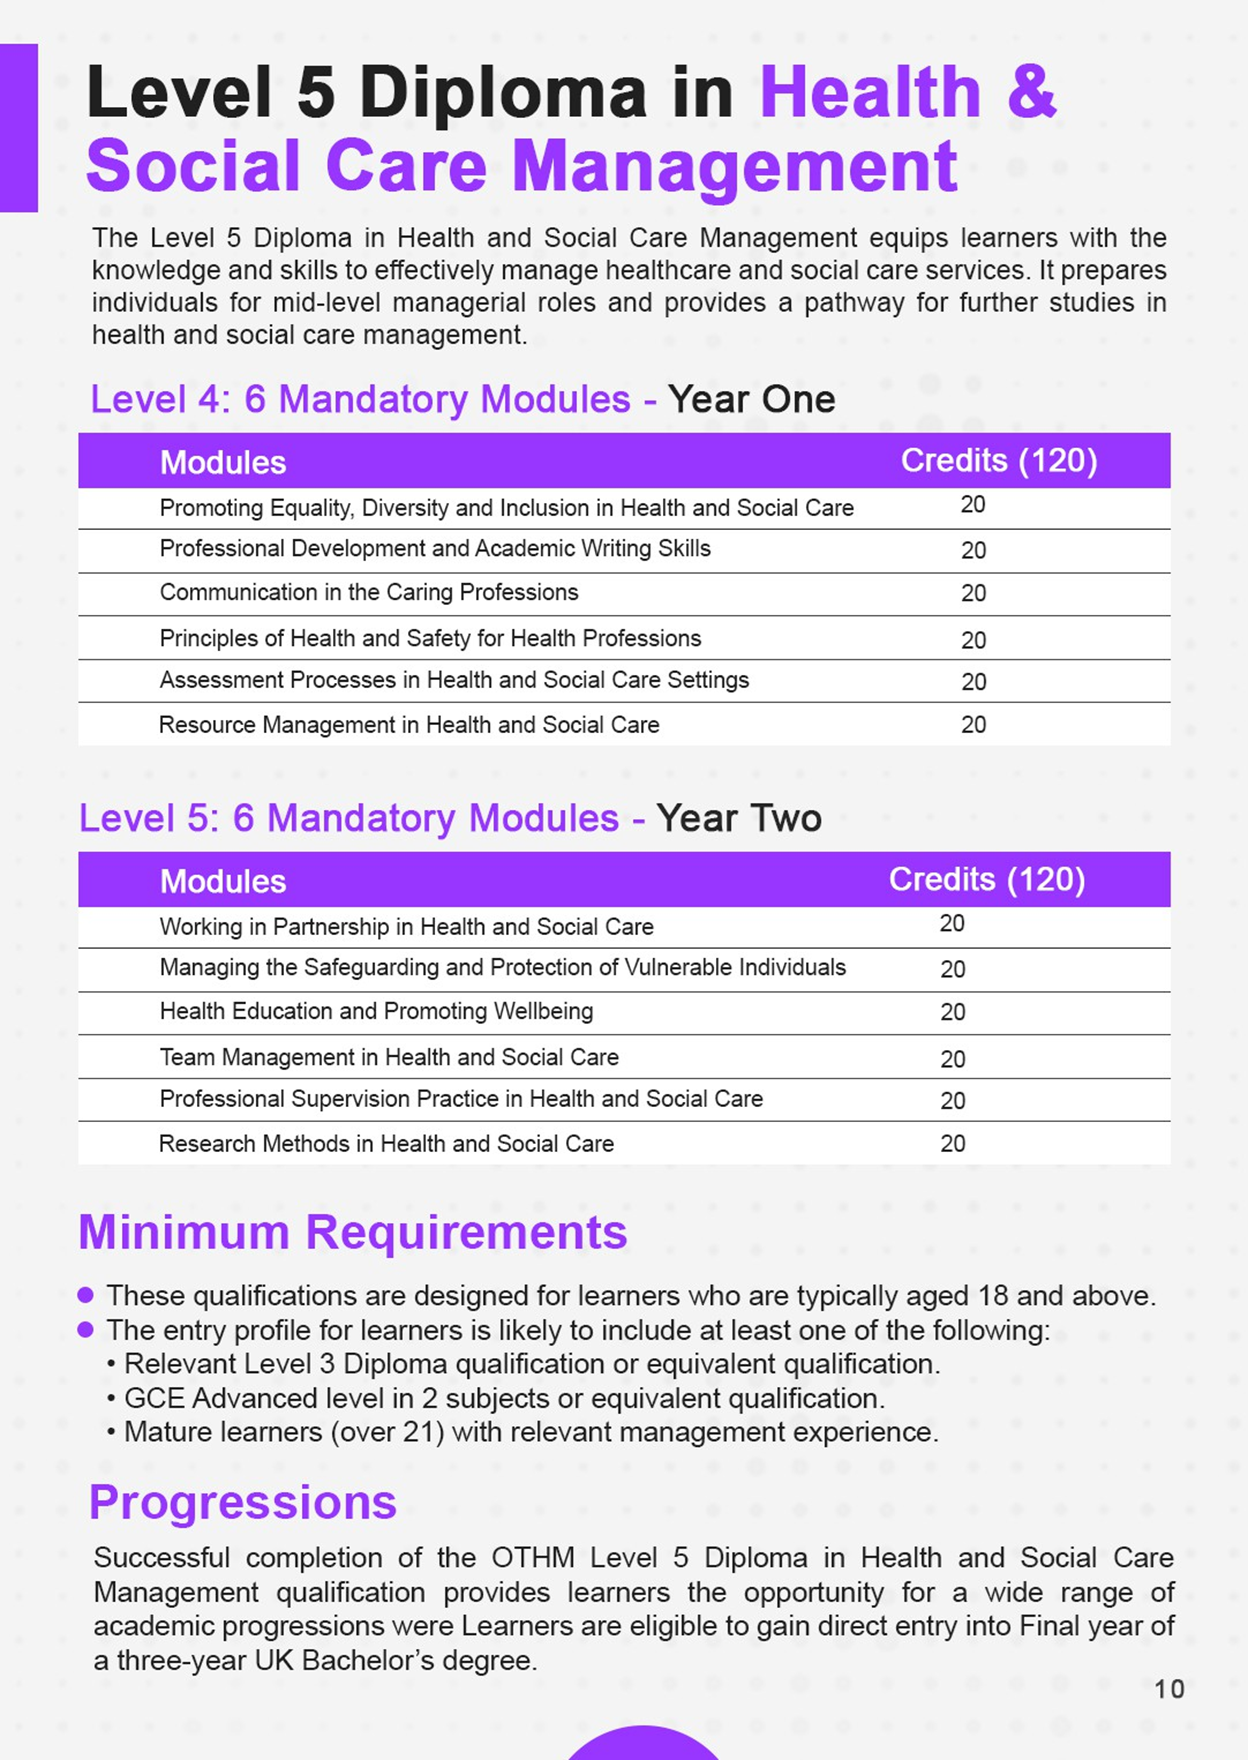 Level 5 Diploma in Health &
Social Care Management
The Level 5 Diploma in Health and Social Care Management equips learners with the
knowledge and skills to effectively manage healthcare and social care services. It prepares
individuals for mid-level managerial roles and provides a pathway for further studies in
health and social care management.
Level 4: 6 Mandatory Modules - Year One
Modules Credits (120)
Promoting Equality, Diversity and Inclusion in Health and Social Care 20
Professional Development and Academic Writing Skills 20
Communication in the Caring Professions 20
Principles of Health and Safety for Health Professions 20
Assessment Processes in Health and Social Care Settings 20
Resource Management in Health and Social Care 20
Level 5: 6 Mandatory Modules - Year Two
Modules Credits (120)
Working in Partnership in Health and Social Care 20
Managing the Safeguarding and Protection of Vulnerable Individuals 20
Health Education and Promoting Wellbeing 20
Team Management in Health and Social Care 20
Professional Supervision Practice in Health and Social Care 20
Research Methods in Health and Social Care 20
Minimum Requirements
● These qualifications are designed for learners who are typically aged 18 and above.
● The entry profile for learners is likely to include at least one of the following:
• Relevant Level 3 Diploma qualification or equivalent qualification.
• GCE Advanced level in 2 subjects or equivalent qualification.
• Mature learners (over 21) with relevant management experience.
Progressions
Successful completion of the OTHM Level 5 Diploma in Health and Social Care
Management qualification provides learners the opportunity for a wide range of
academic progressions were Learners are eligible to gain direct entry into Final year of
a three-year UK Bachelor's degree.
10